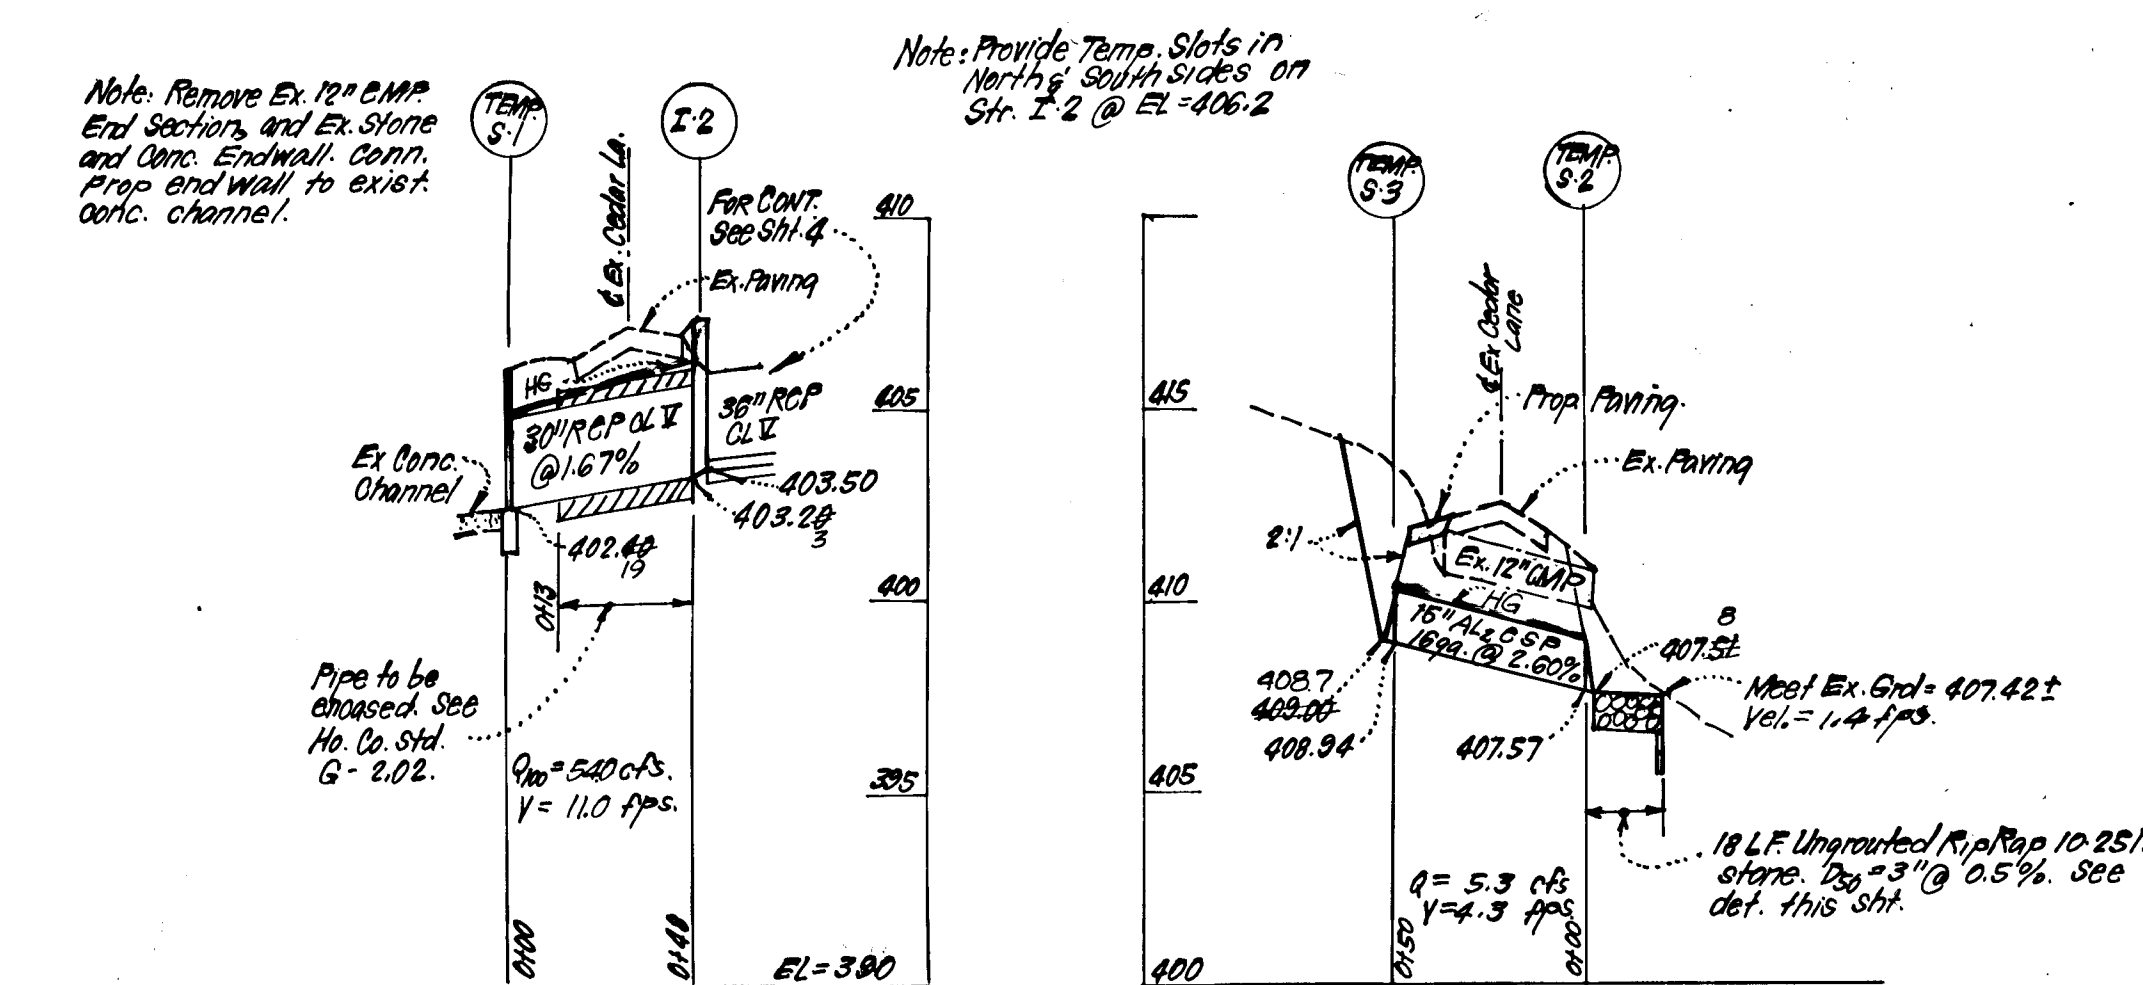 Note: Remove Ex. 12" CMP
End Section, and Ex. Stone
and Conc. Endwall. Conn.
Prop end wall to exist.
conc. channel.
TEMP.
S-1
I-2
Note: Provide Temp. Slots in
North & South sides on
Str. I-2 @ EL=406.2
℄ Ex. Cedar La.
FOR CONT.
See Sht. 4
Ex. Paving
HG
30" RCP CL V
@1.67%
36" RCP
CL V
Ex Conc.
Channel
403.50
403.20
3
402.40
19
0+13
Pipe to be
encased. See
Ho. Co. Std.
G-2.02.
Q100=54.0 cfs.
V= 11.0 fps.
0+00
0+48
EL=390
410
405
400
395
TEMP.
S-3
TEMP.
S-2
415
410
405
400
℄ Ex Cedar
Lane
Prop. Paving
Ex. Paving
2:1
Ex. 12" CMP
HG
15" ALz CSP
16ga. @ 2.60%
8
407.5±
408.7
409.00
408.94
407.57
Meet Ex. Grd= 407.42±
Vel.= 1.4 fps.
18 L.F. Ungrouted RipRap 10-25
stone. D50=3" @ 0.5%. See
det. this sht.
Q= 5.3 cfs
V=4.3 fps.
0+50
0+00